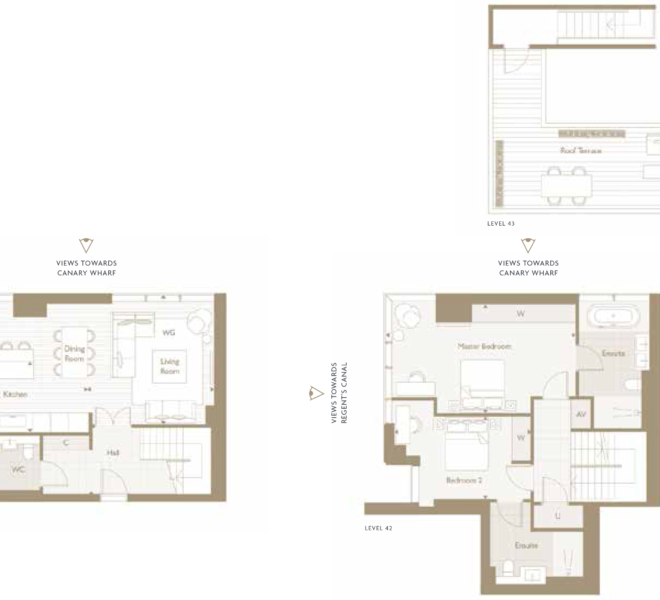 Roof Terrace
LEVEL 43
VIEWS TOWARDS
CANARY WHARF
VIEWS TOWARDS
CANARY WHARF
Dining
Room
WG
Living
Room
Kitchen
C
Hall
WC
VIEWS TOWARDS
REGENT'S CANAL
W
Master Bedroom
Ensuite
AV
W
Bedroom 2
U
LEVEL 42
Ensuite